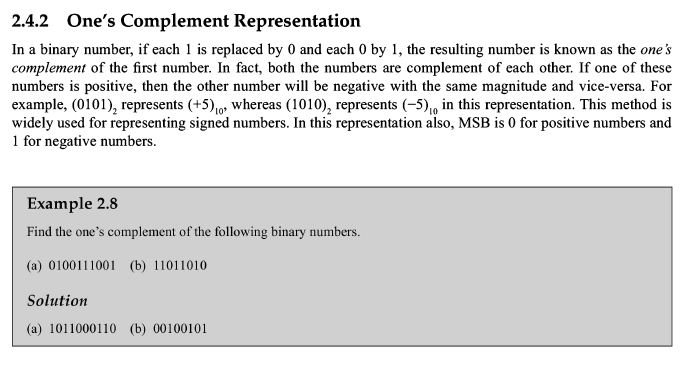 2.4.2 One's Complement Representation
In a binary number, if each 1 is replaced by 0 and each 0 by 1, the resulting number is known as the one's
complement of the first number. In fact, both the numbers are complement of each other. If one of these
numbers is positive, then the other number will be negative with the same magnitude and vice-versa. For
example, (0101)₂ represents (+5)₁₀, whereas (1010)₂ represents (−5)₁₀ in this representation. This method is
widely used for representing signed numbers. In this representation also, MSB is 0 for positive numbers and
1 for negative numbers.
Example 2.8
Find the one's complement of the following binary numbers.
(a) 0100111001 (b) 11011010
Solution
(a) 1011000110 (b) 00100101